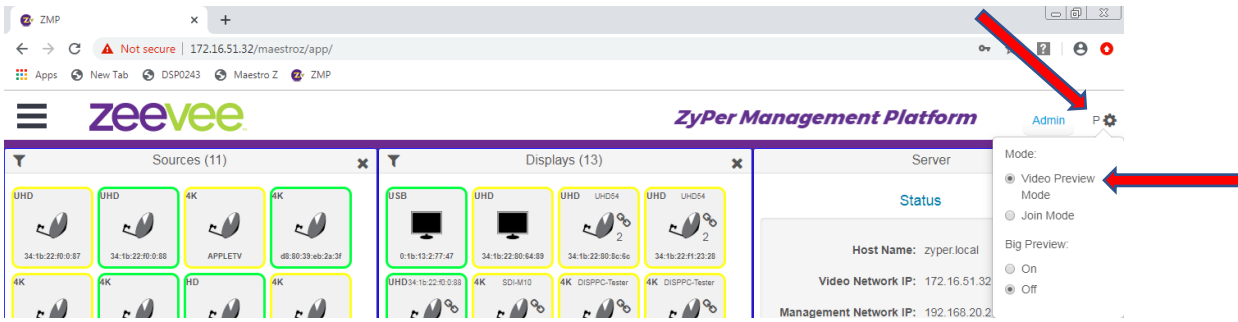 ZMP
Not secure | 172.16.51.32/maestroz/app/
Apps New Tab DSP0243 Maestro Z ZMP
zeevee
ZyPer Management Platform
Admin P
Sources (11)
UHD UHD 4K 4K
34:1b:22:f0:0:87 34:1b:22:f0:0:88 APPLETV d8:80:39:eb:2a:3f
4K 4K HD 4K
Displays (13)
USB UHD UHD UHD54 UHD UHD54
2 2
0:1b:13:2:77:47 34:1b:22:80:64:89 34:1b:22:80:8c:6c 34:1b:22:f1:23:28
UHD 34:1b:22:f0:0:88 4K SDI-M10 4K DISPPC-Tester 4K DISPPC-Tester
Server
Status
Host Name: zyper.local
Video Network IP: 172.16.51.32
Management Network IP: 192.168.20.2
Mode:
Video Preview
Mode
Join Mode
Big Preview:
On
Off